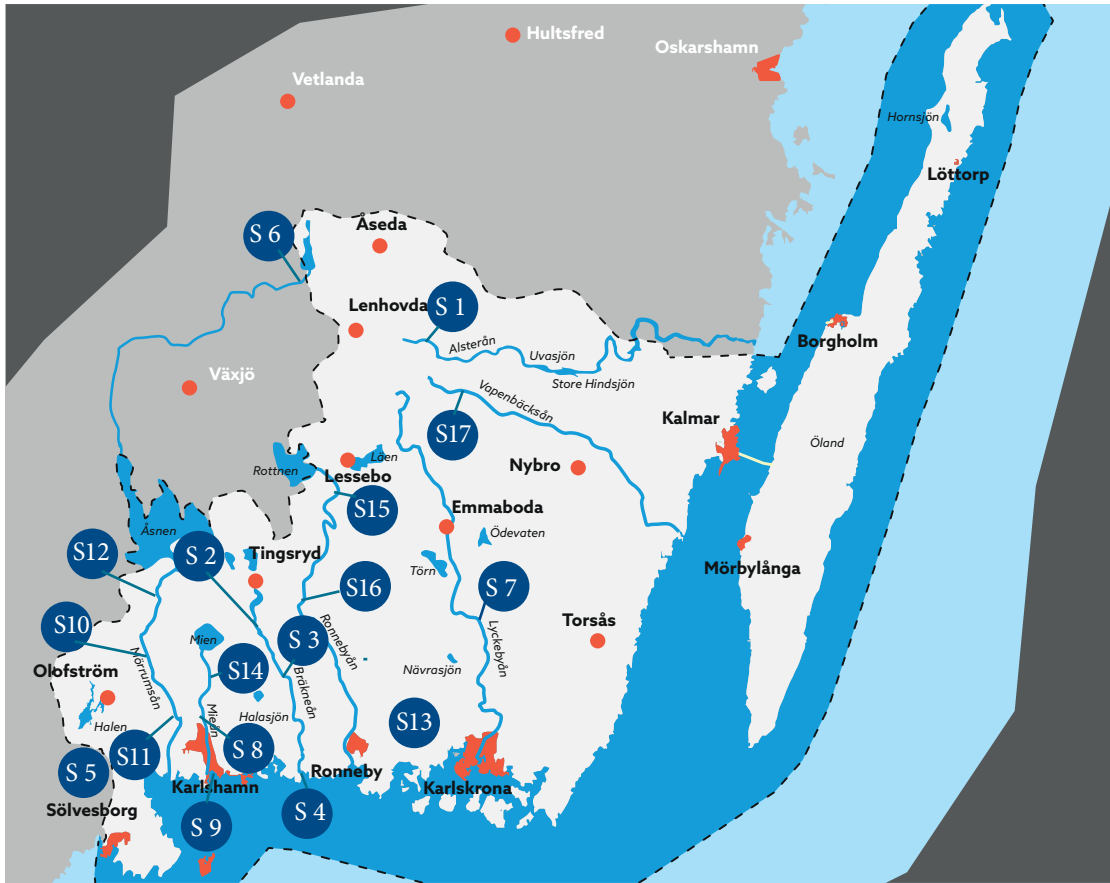 Hultsfred
Oskarshamn
Vetlanda
Hornsjön
Löttorp
S 6
Åseda
Lenhovda
S 1
Alsterån
Uvasjön
Borgholm
Store Hindsjön
Växjö
Vapenbäcksån
Kalmar
S17
Öland
Rottnen
Läen
Lessebo
Nybro
S15
Emmaboda
Åsnen
Ödevaten
S12
S 2
Tingsryd
Törn
Mörbylånga
S16
S 7
S10
Mien
S 3
Ronnebyån
Torsås
Lyckebyån
Olofström
Mörrumsån
S14
Bräkneån
Nävrasjön
Halen
Mieån
Halasjön
S13
S11
S 8
S 5
Karlshamn
Ronneby
Karlskrona
Sölvesborg
S 9
S 4